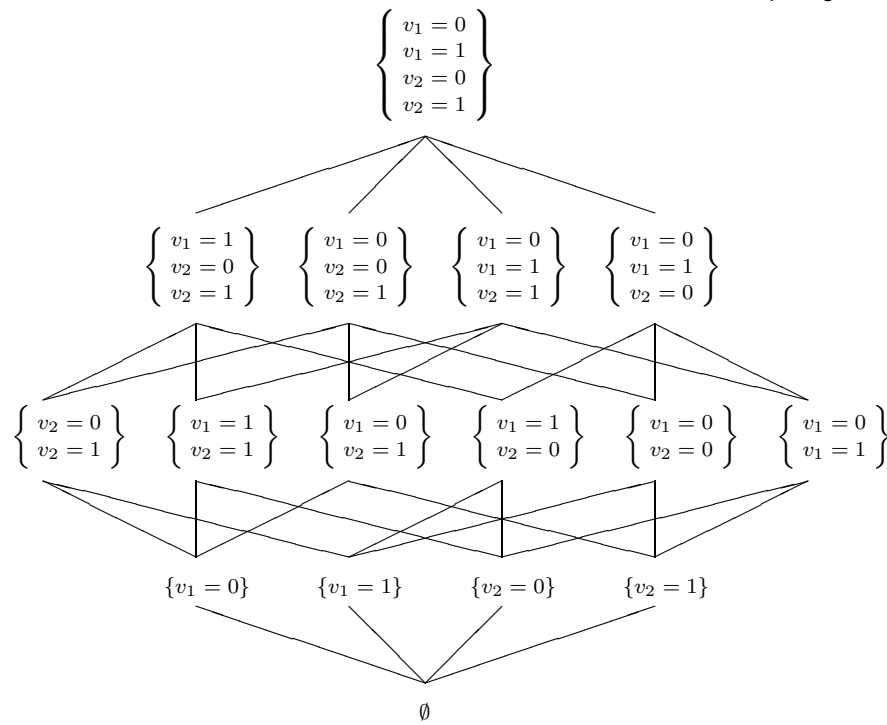 v1 = 0
v1 = 1
v2 = 0
v2 = 1
v1 = 1 v1 = 0 v1 = 0 v1 = 0
v2 = 0 v2 = 0 v1 = 1 v1 = 1
v2 = 1 v2 = 1 v2 = 1 v2 = 0
v2 = 0 v1 = 1 v1 = 0 v1 = 1 v1 = 0 v1 = 0
v2 = 1 v2 = 1 v2 = 1 v2 = 0 v2 = 0 v1 = 1
{v1 = 0} {v1 = 1} {v2 = 0} {v2 = 1}
∅